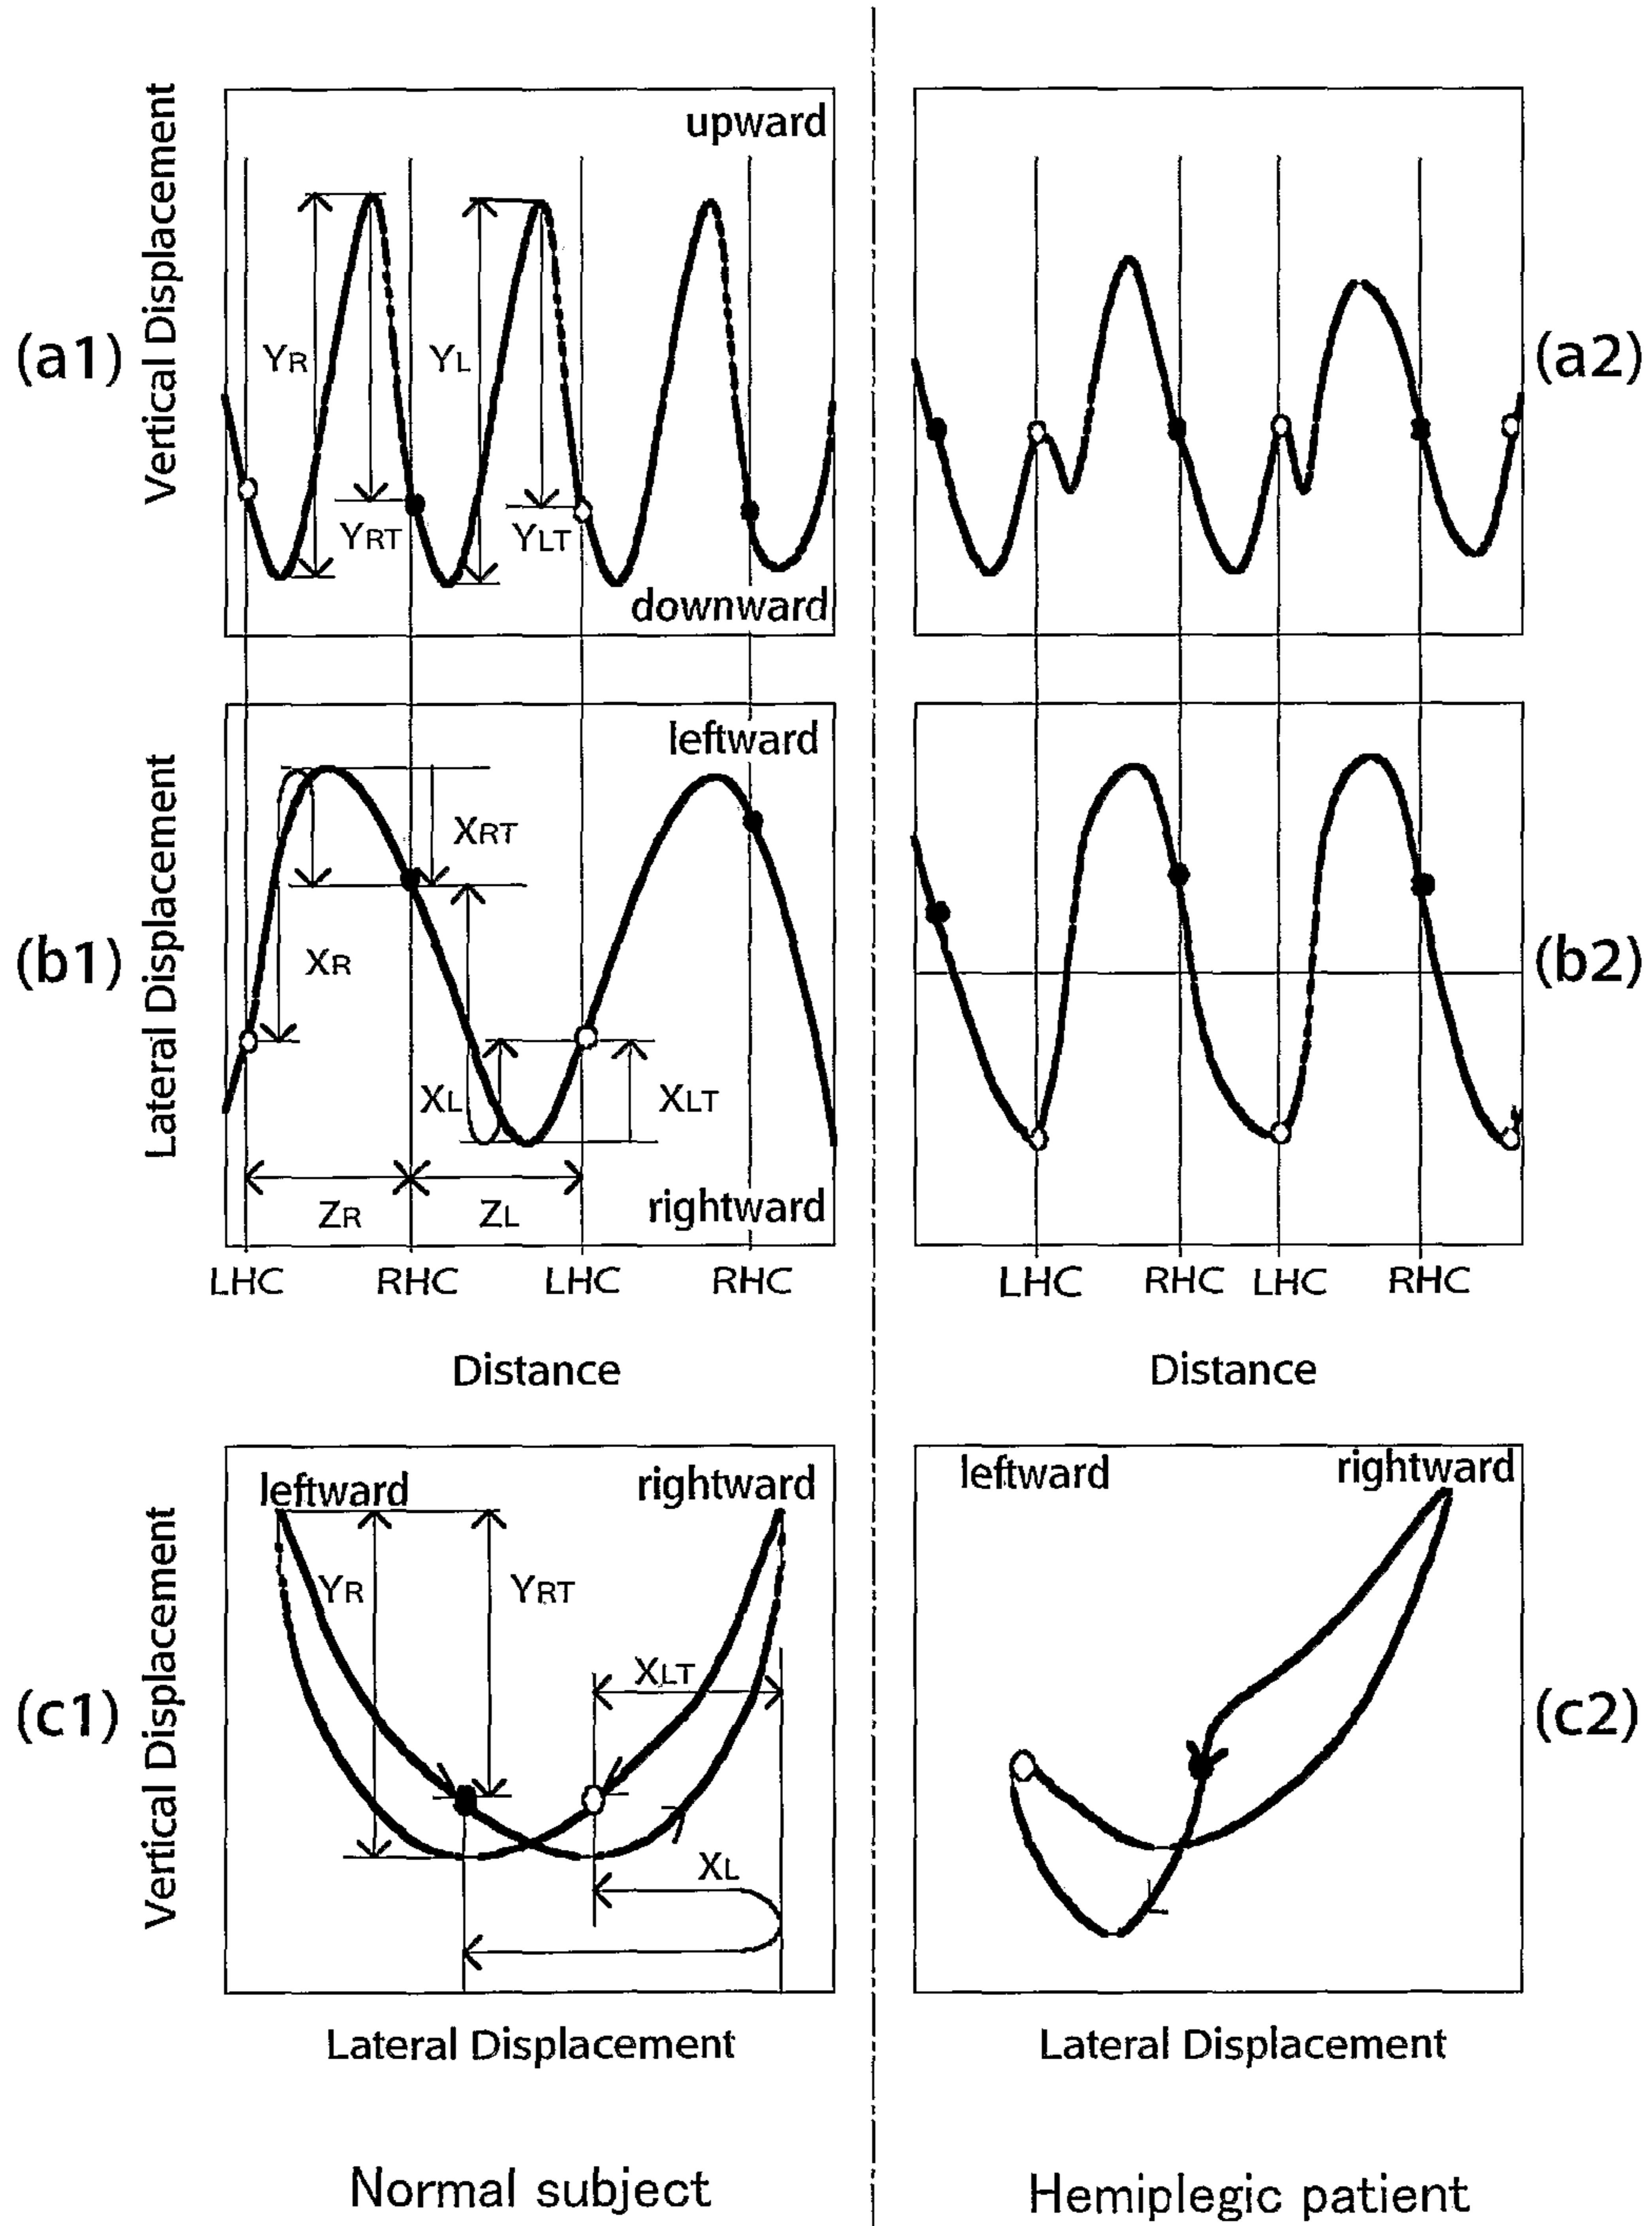 upward
Vertical Displacement
(a1)
YR
YL
(a2)
YRT
YLT
downward
leftward
Lateral Displacement
XRT
(b1)
XR
(b2)
XL
XLT
ZR
ZL
rightward
LHC RHC LHC RHC
LHC RHC LHC RHC
Distance
Distance
leftward
rightward
leftward
rightward
Vertical Displacement
YR
YRT
XLT
(c1)
(c2)
XL
Lateral Displacement
Lateral Displacement
Normal subject
Hemiplegic patient